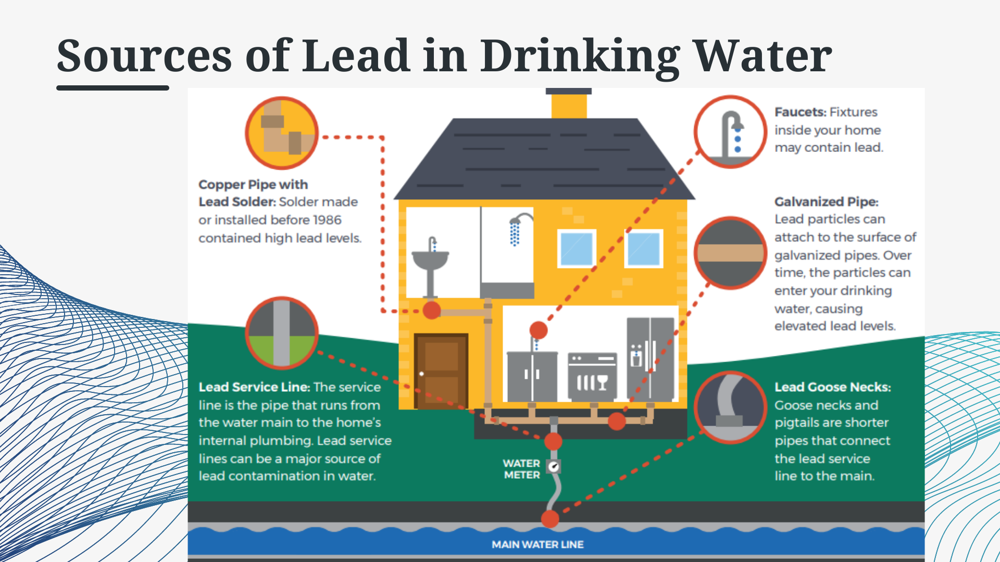 Sources of Lead in Drinking Water
Copper Pipe with
Lead Solder: Solder made
or installed before 1986
contained high lead levels.
Lead Service Line: The service
line is the pipe that runs from
the water main to the home's
internal plumbing. Lead service
lines can be a major source of
lead contamination in water.
Faucets: Fixtures
inside your home
may contain lead.
Galvanized Pipe:
Lead particles can
attach to the surface of
galvanized pipes. Over
time, the particles can
enter your drinking
water, causing
elevated lead levels.
Lead Goose Necks:
Goose necks and
pigtails are shorter
pipes that connect
the lead service
line to the main.
WATER
METER
MAIN WATER LINE